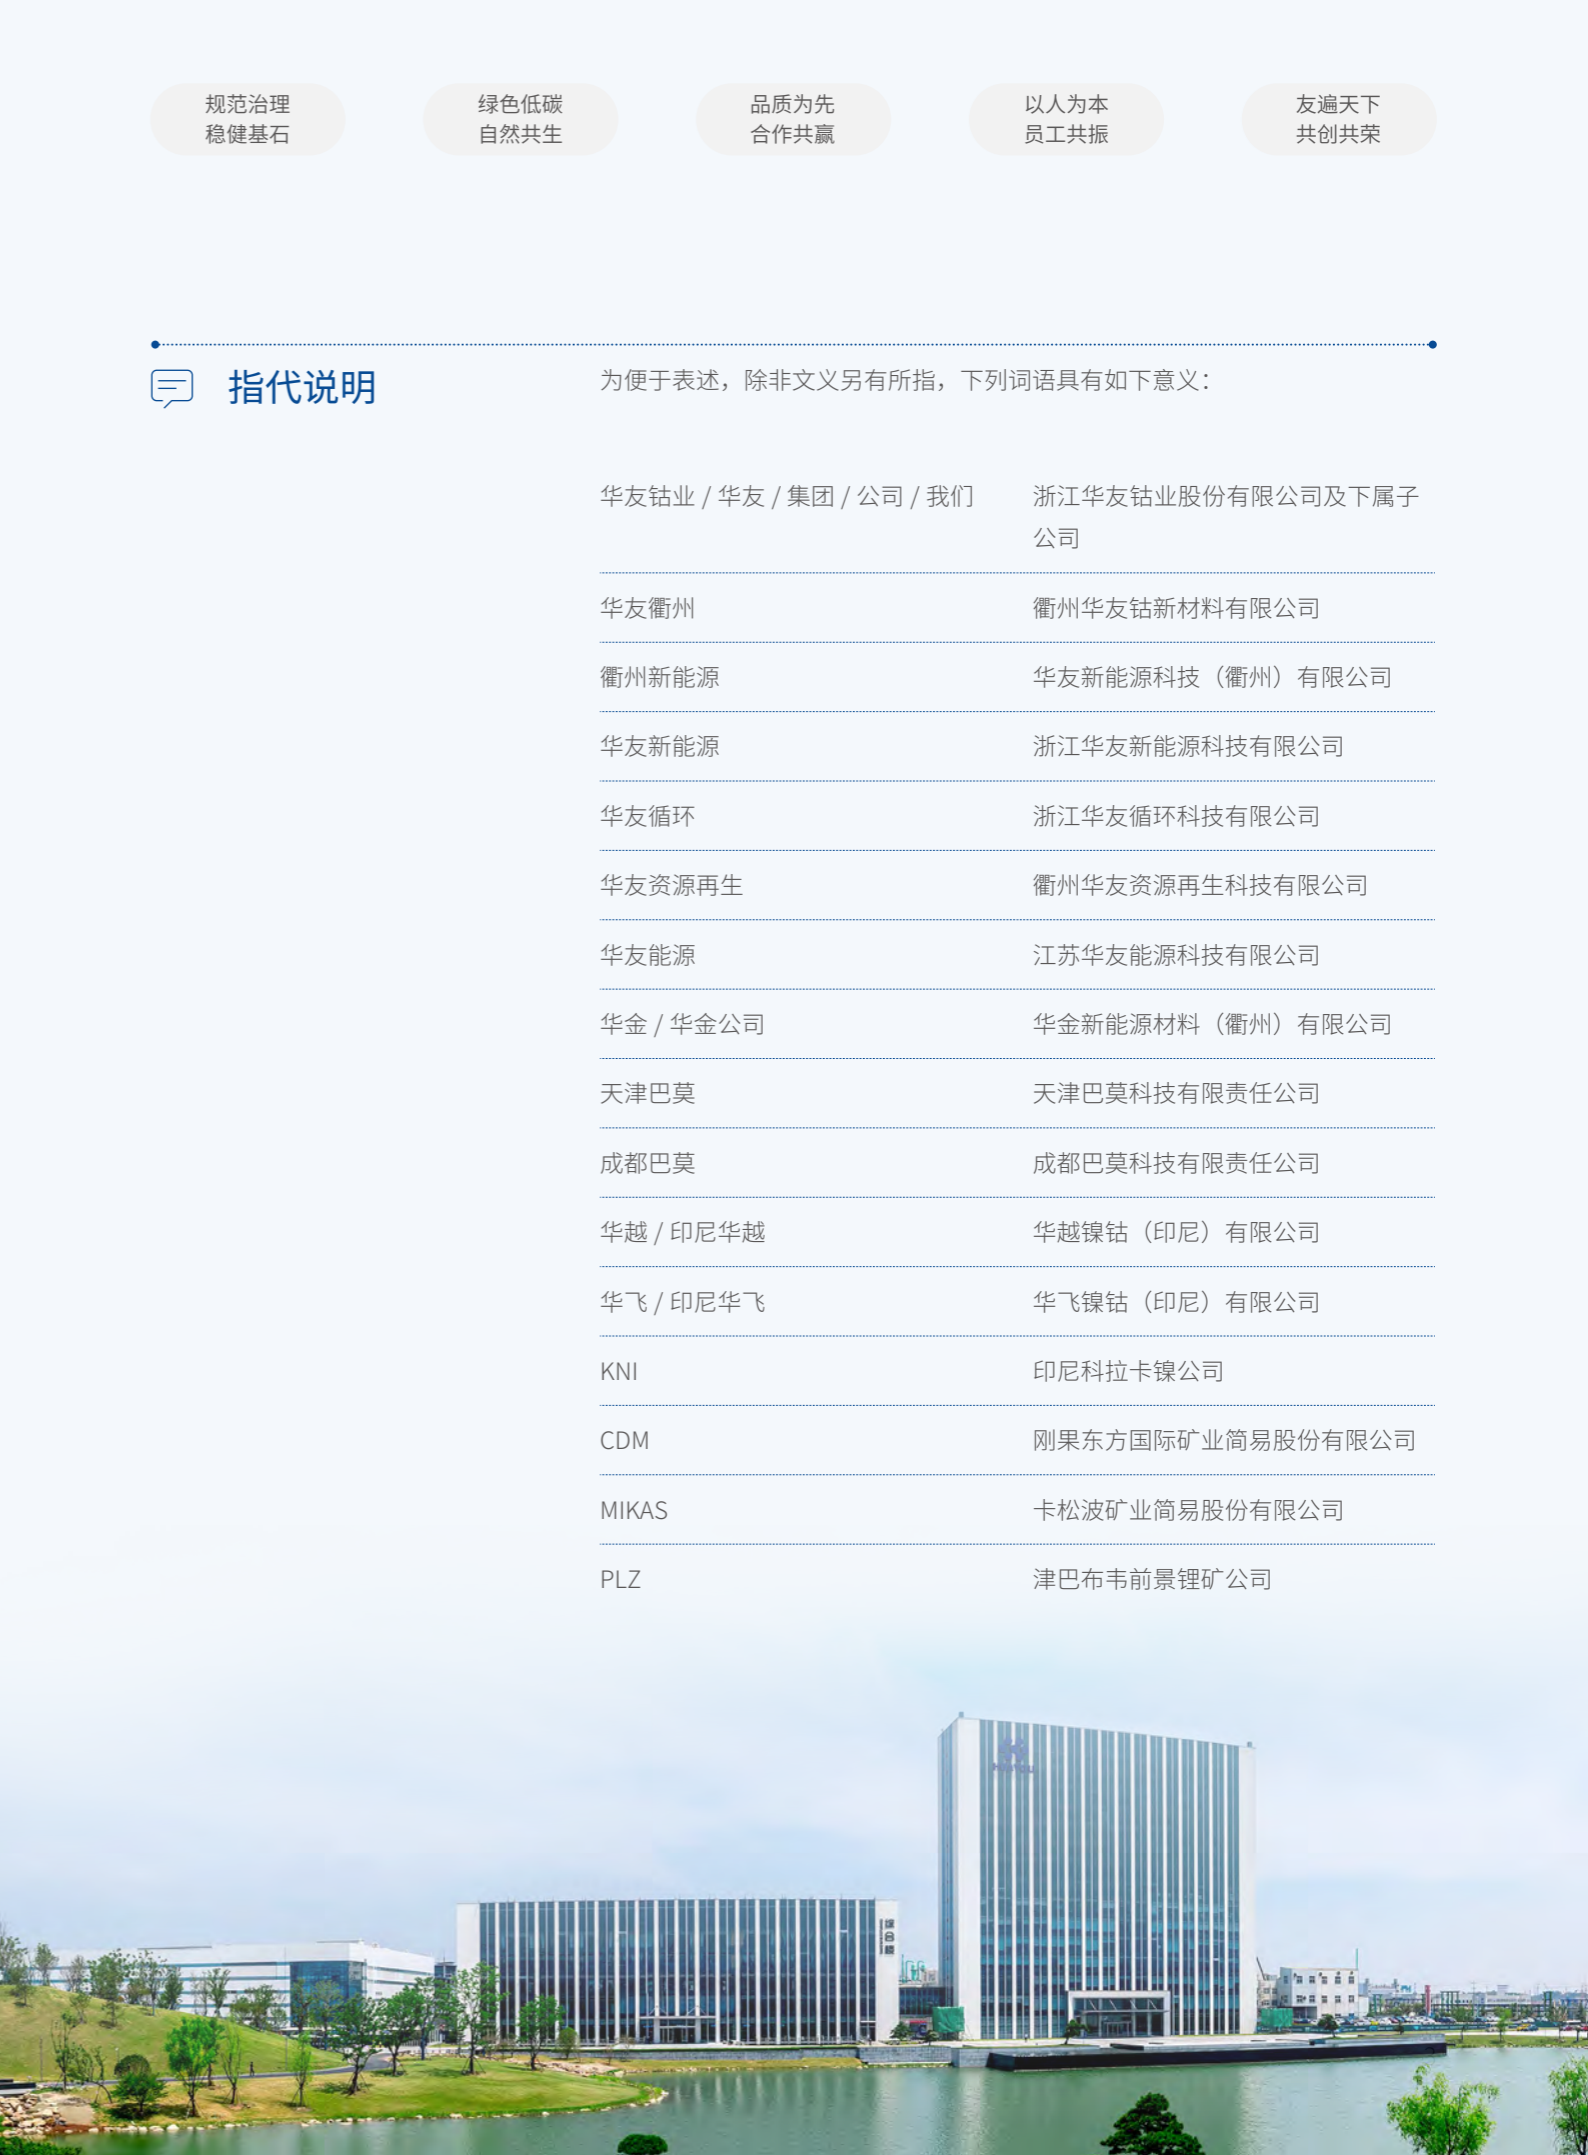 规范治理
稳健基石
绿色低碳
自然共生
品质为先
合作共赢
以人为本
员工共振
友遍天下
共创共荣
指代说明
为便于表述，除非文义另有所指，下列词语具有如下意义：
华友钴业 / 华友 / 集团 / 公司 / 我们
浙江华友钴业股份有限公司及下属子
公司
华友衢州
衢州华友钴新材料有限公司
衢州新能源
华友新能源科技（衢州）有限公司
华友新能源
浙江华友新能源科技有限公司
华友循环
浙江华友循环科技有限公司
华友资源再生
衢州华友资源再生科技有限公司
华友能源
江苏华友能源科技有限公司
华金 / 华金公司
华金新能源材料（衢州）有限公司
天津巴莫
天津巴莫科技有限责任公司
成都巴莫
成都巴莫科技有限责任公司
华越 / 印尼华越
华越镍钴（印尼）有限公司
华飞 / 印尼华飞
华飞镍钴（印尼）有限公司
KNI
印尼科拉卡镍公司
CDM
刚果东方国际矿业简易股份有限公司
MIKAS
卡松波矿业简易股份有限公司
PLZ
津巴布韦前景锂矿公司
HUAYOU
综合楼